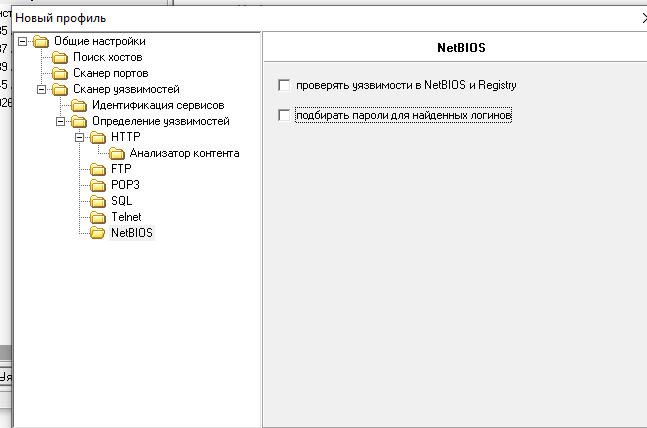 Новый профиль
Общие настройки
Поиск хостов
Сканер портов
Сканер уязвимостей
Идентификация сервисов
Определение уязвимостей
HTTP
Анализатор контента
FTP
POP3
SQL
Telnet
NetBIOS
NetBIOS
проверять уязвимости в NetBIOS и Registry
подбирать пароли для найденных логинов